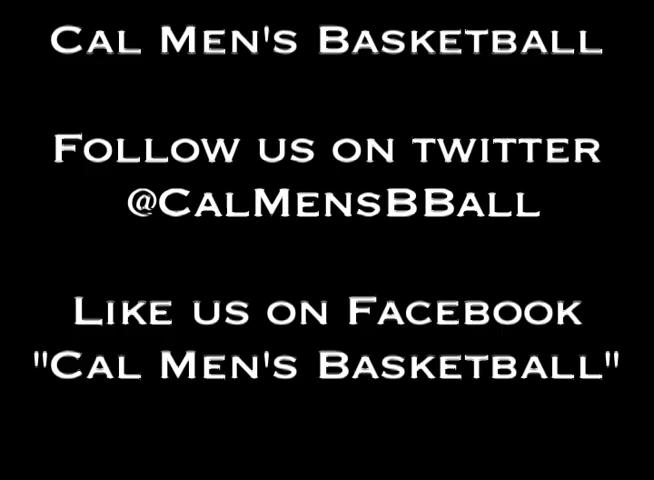 Cal Men's Basketball
Follow us on twitter
@CalMensBBall
Like us on Facebook
"Cal Men's Basketball"